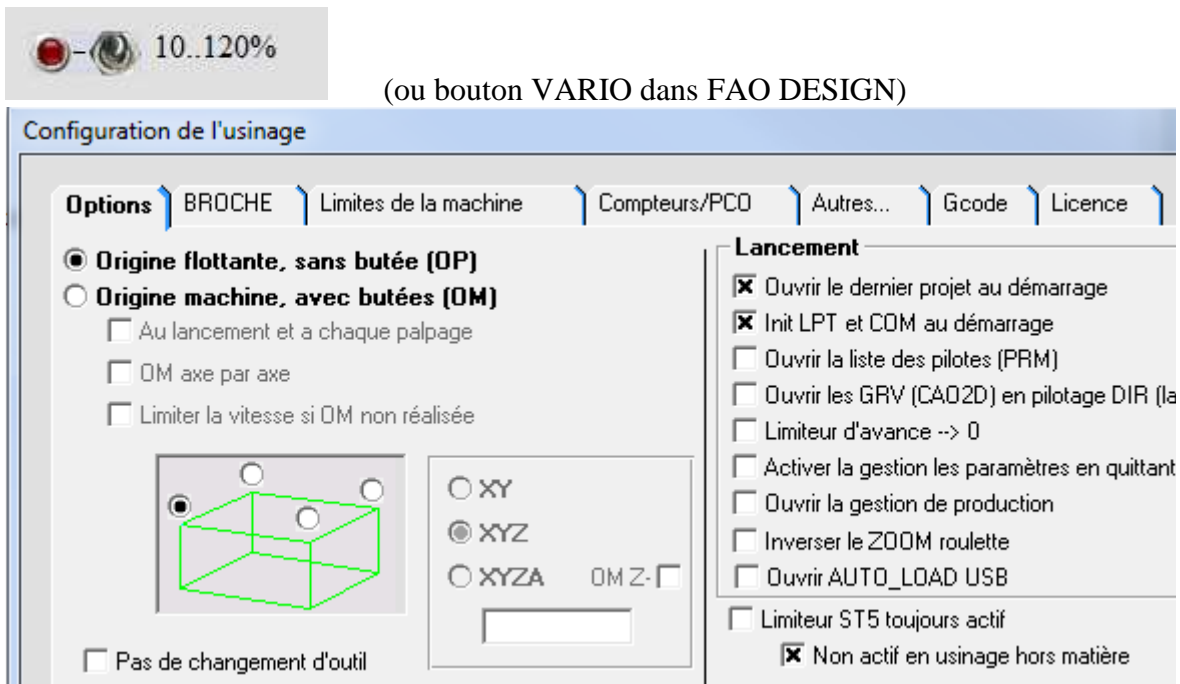 10..120%
(ou bouton VARIO dans FAO DESIGN)
Configuration de l'usinage
Options BROCHE Limites de la machine Compteurs/PCO Autres... Gcode Licence
Origine flottante, sans butée (OP)
Origine machine, avec butées (OM)
Au lancement et a chaque palpage
OM axe par axe
Limiter la vitesse si OM non réalisée
XY
XYZ
XYZA OM Z-
Pas de changement d'outil
Lancement
Ouvrir le dernier projet au démarrage
Init LPT et COM au démarrage
Ouvrir la liste des pilotes (PRM)
Ouvrir les GRV (CAO2D) en pilotage DIR (la
Limiteur d'avance --> 0
Activer la gestion les paramètres en quittant
Ouvrir la gestion de production
Inverser le ZOOM roulette
Ouvrir AUTO_LOAD USB
Limiteur ST5 toujours actif
Non actif en usinage hors matière